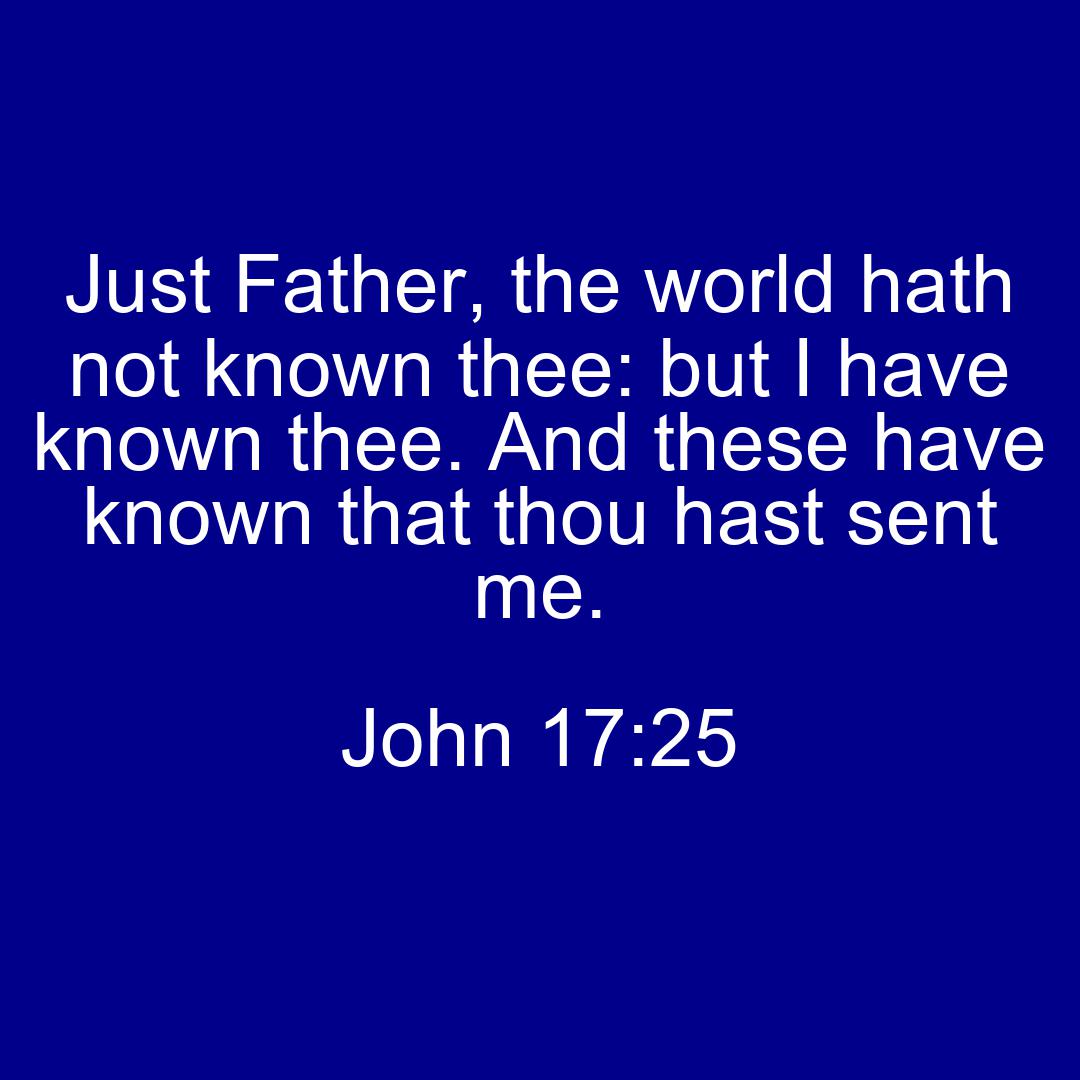 Just Father, the world hath
not known thee: but I have
known thee. And these have
known that thou hast sent
me.
John 17:25